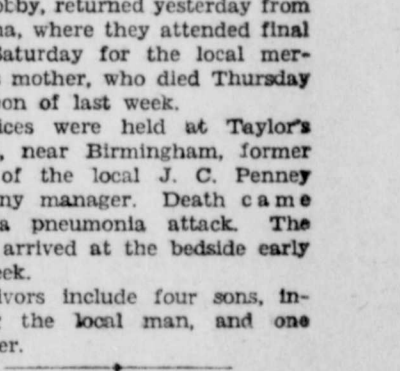 obby, returned yesterday from
na, where they attended final
Saturday for the local mer-
mother, who died Thursday
on of last week.
ices were held at Taylor's
, near Birmingham, former
of the local J. C. Penney
ny manager. Death came
a pneumonia attack. The
arrived at the bedside early
eek.
ivors include four sons, in-
the local man, and one
er.